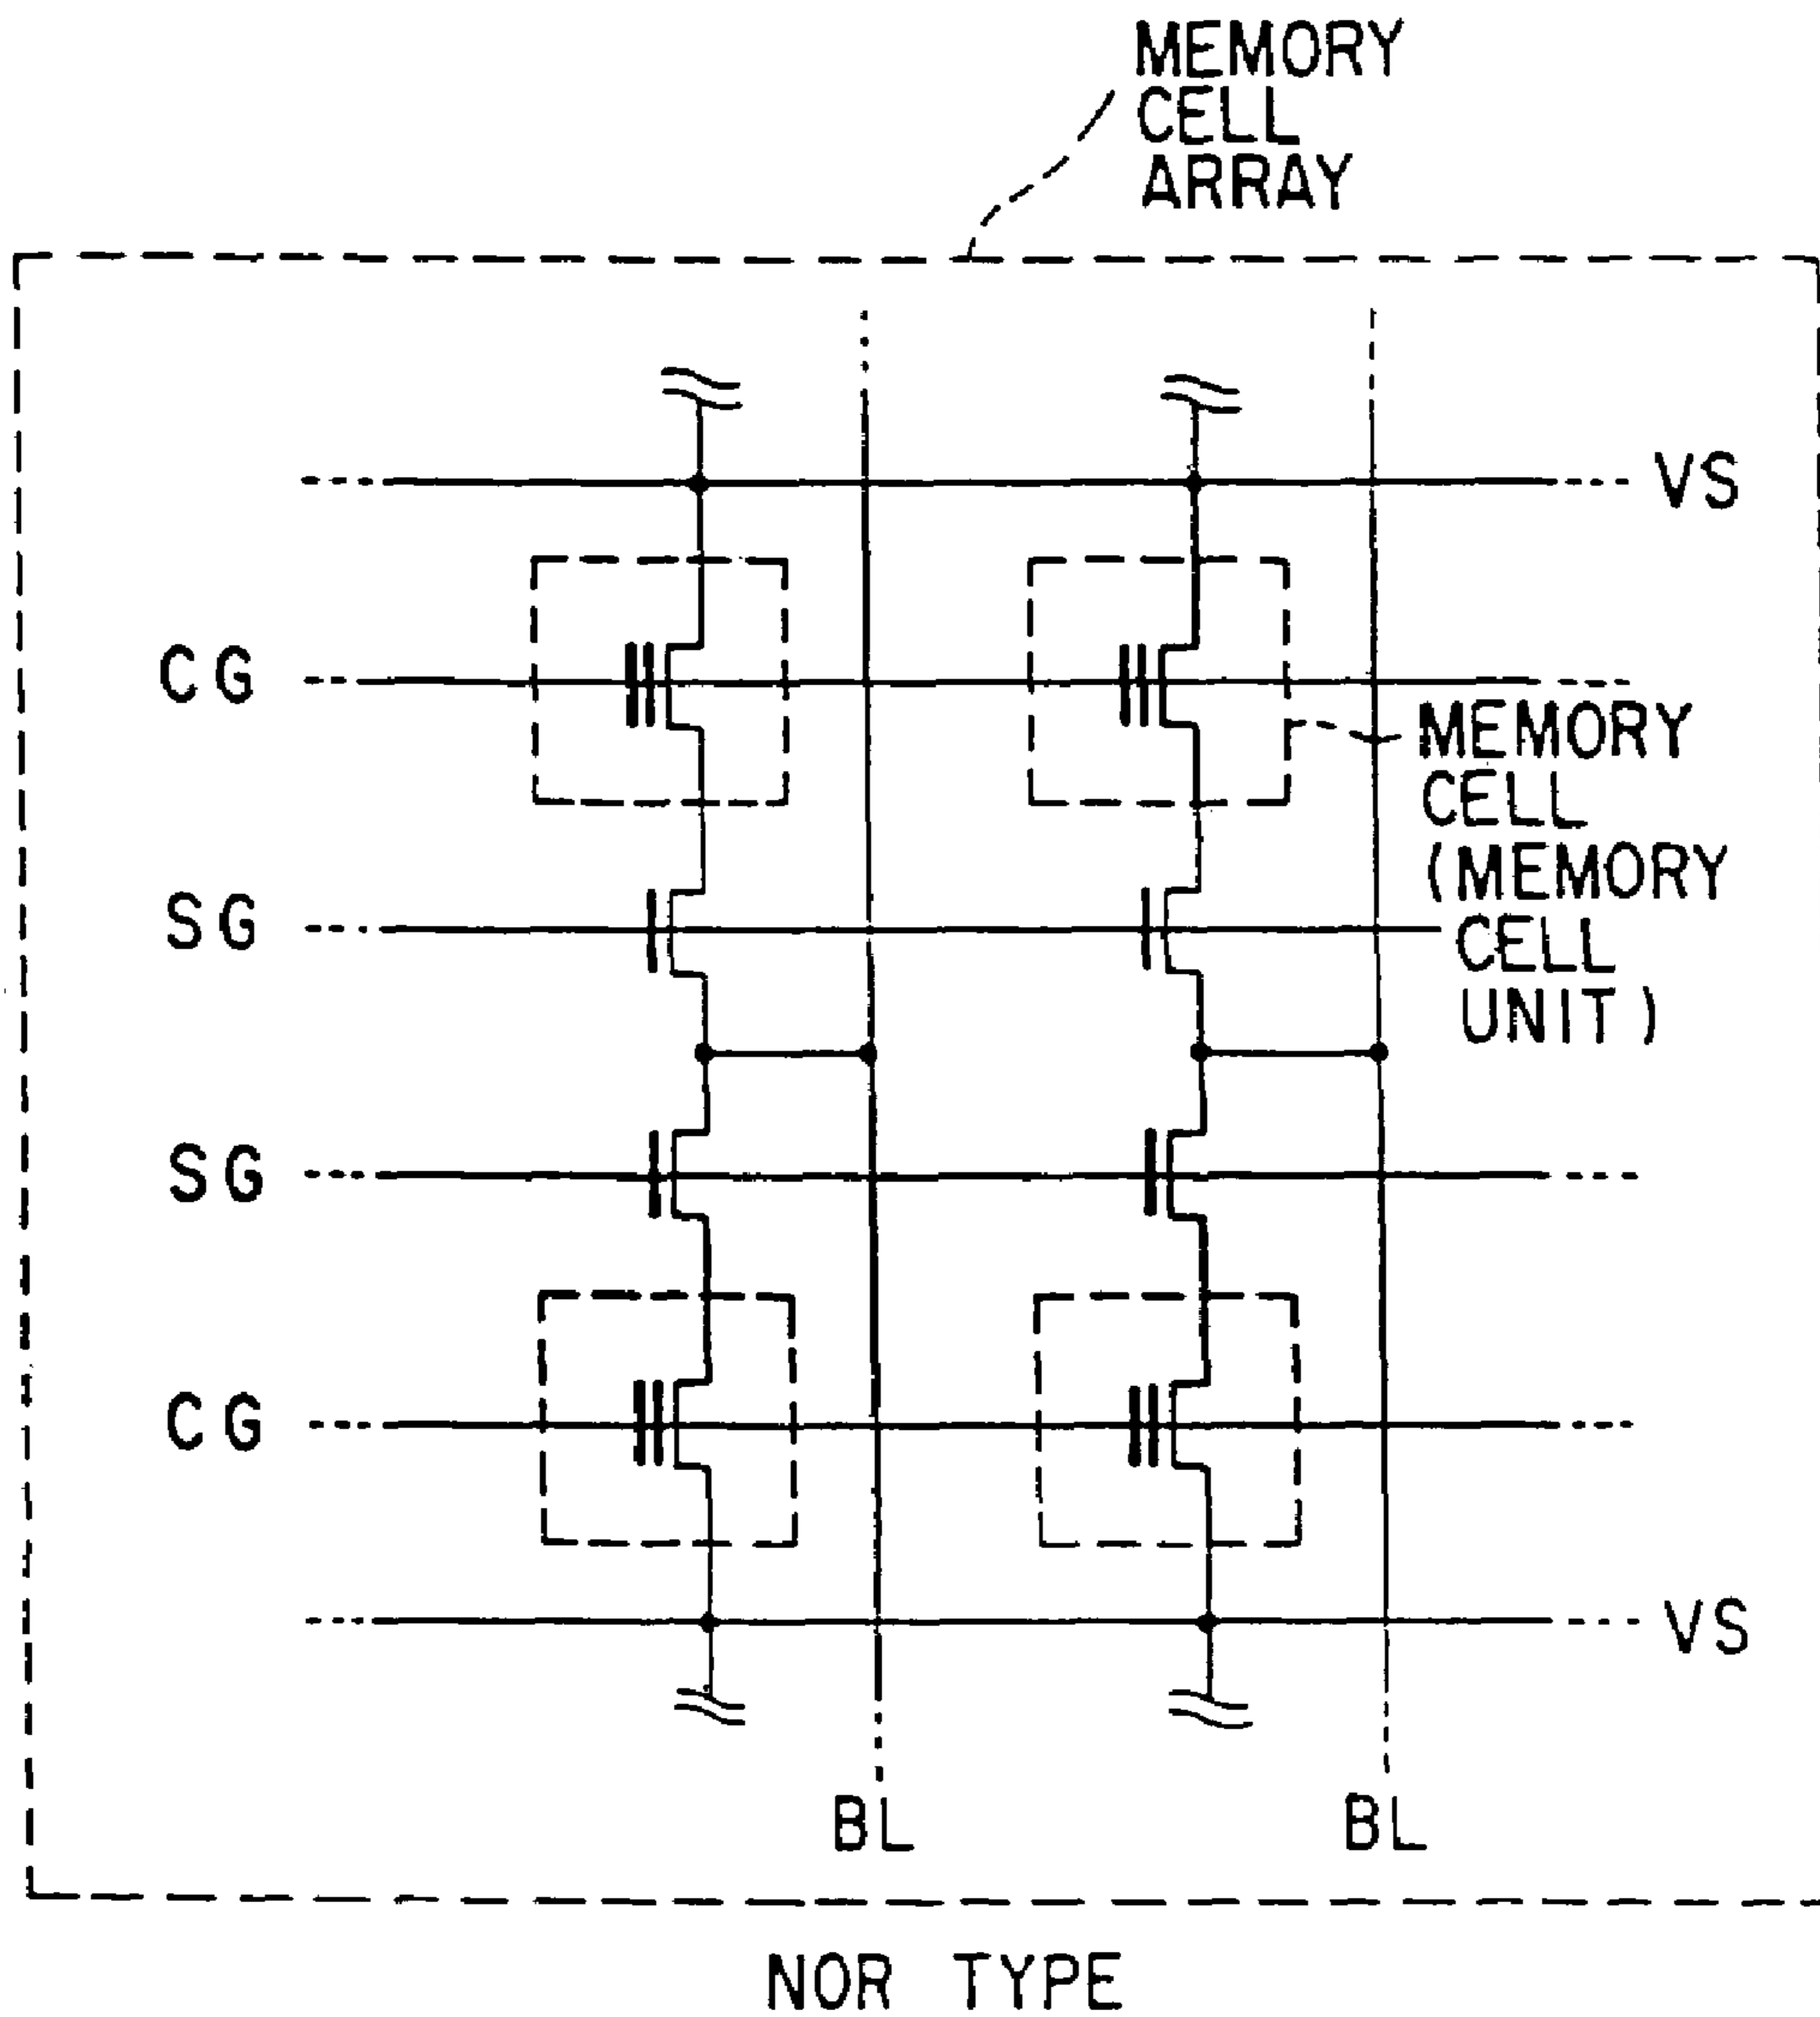 MEMORY
CELL
ARRAY
VS
CG
MEMORY
CELL
(MEMORY
CELL
UNIT)
SG
SG
CG
VS
BL BL
NOR TYPE